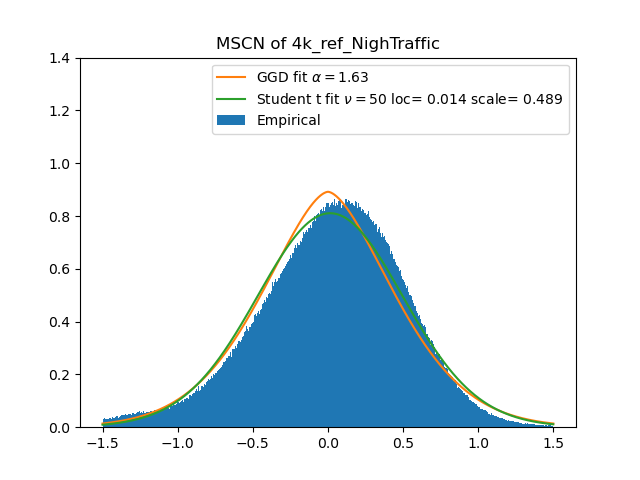 MSCN of 4k_ref_NighTraffic
GGD fit α = 1.63
Student t fit ν = 50 loc= 0.014 scale= 0.489
Empirical
1.4
1.2
1.0
0.8
0.6
0.4
0.2
0.0
−1.5 −1.0 −0.5 0.0 0.5 1.0 1.5